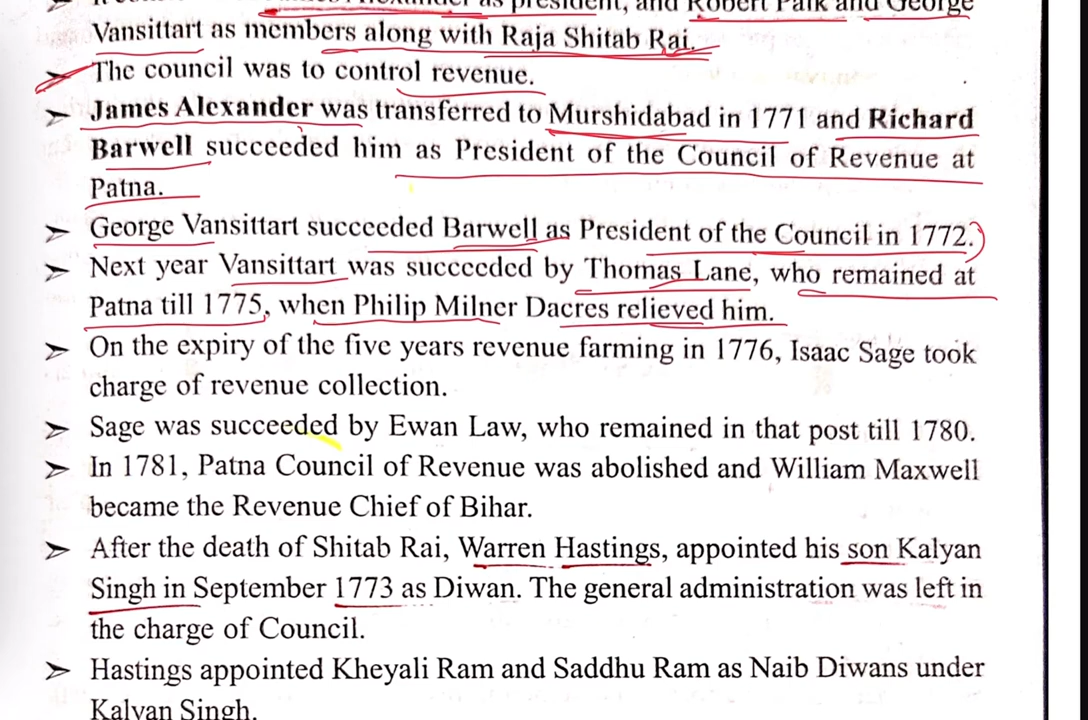 as president, and Robert Palk and George
Vansittart as members along with Raja Shitab Rai.
➤ The council was to control revenue.
➤ James Alexander was transferred to Murshidabad in 1771 and Richard
Barwell succeeded him as President of the Council of Revenue at
Patna.
➤ George Vansittart succeeded Barwell as President of the Council in 1772.)
➤ Next year Vansittart was succeeded by Thomas Lane, who remained at
Patna till 1775, when Philip Milner Dacres relieved him.
➤ On the expiry of the five years revenue farming in 1776, Isaac Sage took
charge of revenue collection.
➤ Sage was succeeded by Ewan Law, who remained in that post till 1780.
➤ In 1781, Patna Council of Revenue was abolished and William Maxwell
became the Revenue Chief of Bihar.
➤ After the death of Shitab Rai, Warren Hastings, appointed his son Kalyan
Singh in September 1773 as Diwan. The general administration was left in
the charge of Council.
➤ Hastings appointed Kheyali Ram and Saddhu Ram as Naib Diwans under
Kalyan Singh.